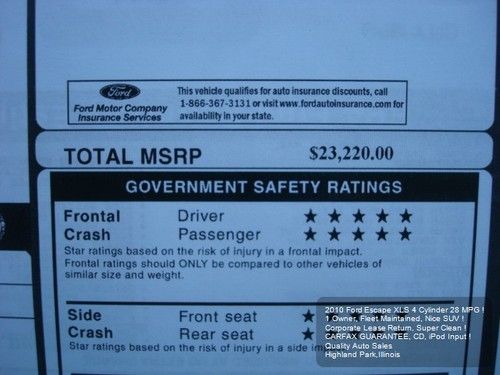 Ford
Ford Motor Company
Insurance Services
This vehicle qualifies for auto insurance discounts, call
1-866-367-3131 or visit www.fordautoinsurance.com for
availability in your state.
TOTAL MSRP $23,220.00
GOVERNMENT SAFETY RATINGS
Frontal Driver ★ ★ ★ ★ ★
Crash Passenger ★ ★ ★ ★ ★
Star ratings based on the risk of injury in a frontal impact.
Frontal ratings should ONLY be compared to other vehicles of
similar size and weight.
Side Front seat ★ ★ ★ ★ ★
Crash Rear seat ★ ★ ★ ★ ★
Star ratings based on the risk of injury in a side
2010 Ford Escape XLS 4 Cylinder 28 MPG !
1 Owner, Fleet Maintained, Nice SUV !
Corporate Lease Return, Super Clean !
CARFAX GUARANTEE, CD, iPod Input !
Quality Auto Sales
Highland Park,Illinois